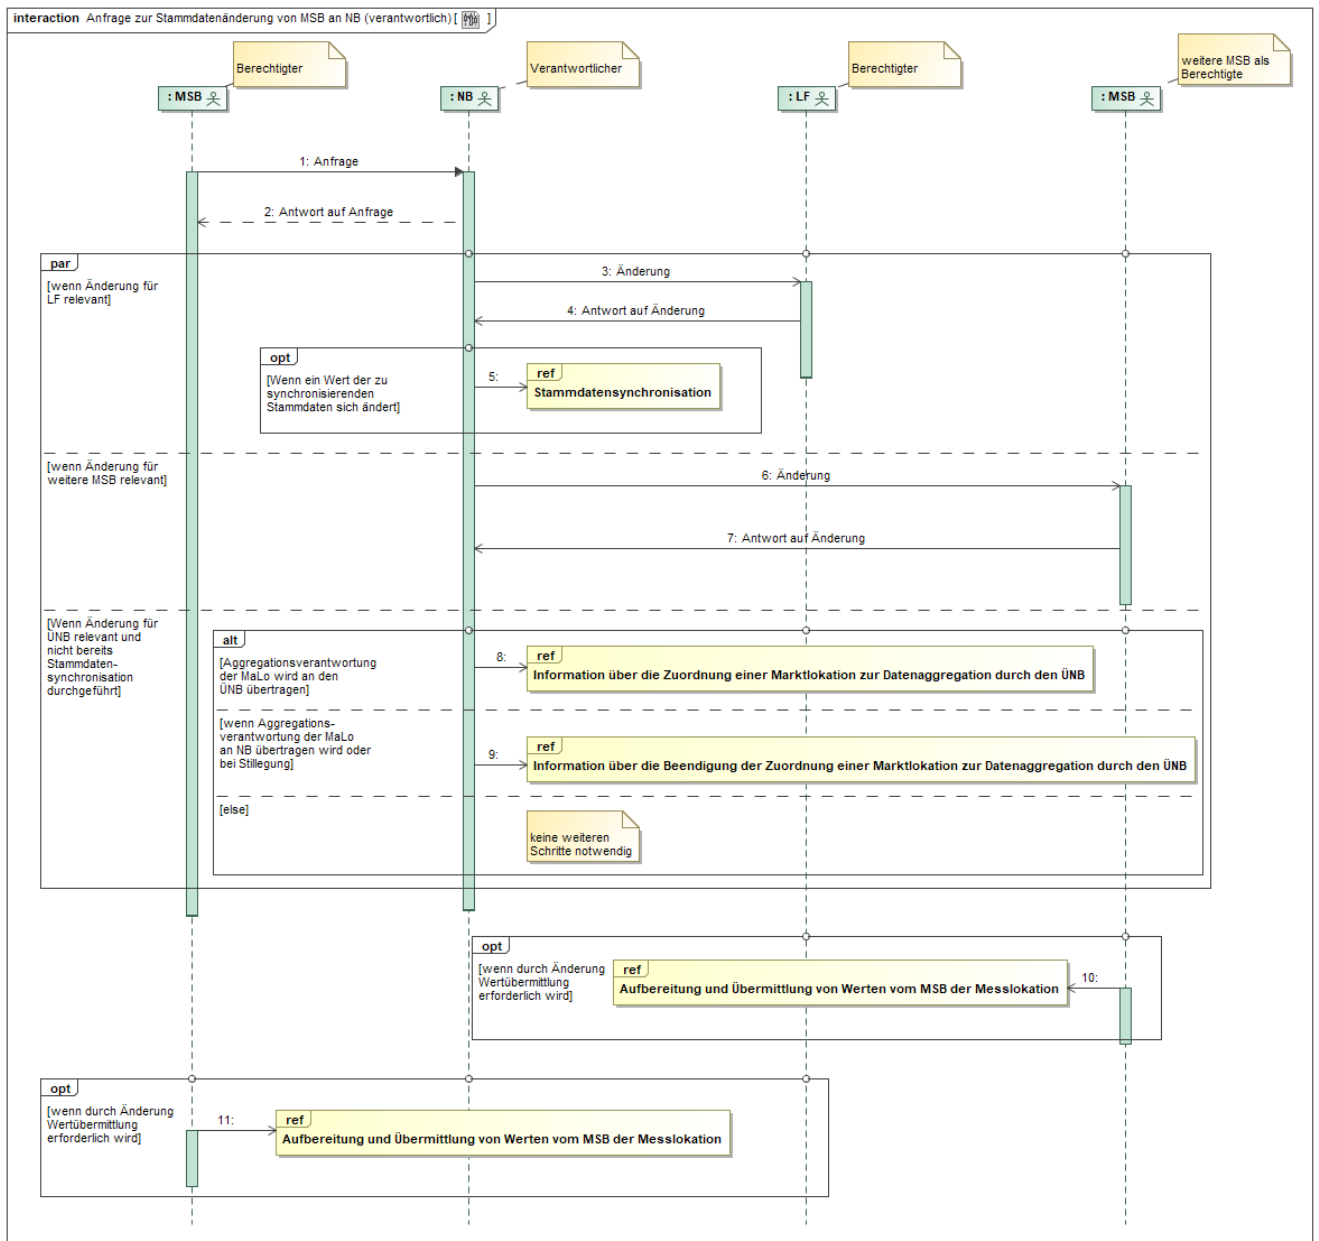 interaction Anfrage zur Stammdatenänderung von MSB an NB (verantwortlich) [ ]
Berechtigter
Verantwortlicher
Berechtigter
weitere MSB als
Berechtigte
: MSB
: NB
: LF
: MSB
1: Anfrage
2: Antwort auf Anfrage
par
[wenn Änderung für
LF relevant]
3: Änderung
4: Antwort auf Änderung
opt
[Wenn ein Wert der zu
synchronisierenden
Stammdaten sich ändert]
5:
ref
Stammdatensynchronisation
[wenn Änderung für
weitere MSB relevant]
6: Änderung
7: Antwort auf Änderung
[Wenn Änderung für
ÜNB relevant und
nicht bereits
Stammdaten-
synchronisation
durchgeführt]
alt
[Aggregationsverantwortung
der MaLo wird an den
ÜNB übertragen]
8:
ref
Information über die Zuordnung einer Marktlokation zur Datenaggregation durch den ÜNB
[wenn Aggregations-
verantwortung der MaLo
an NB übertragen wird oder
bei Stillegung]
9:
ref
Information über die Beendigung der Zuordnung einer Marktlokation zur Datenaggregation durch den ÜNB
[else]
keine weiteren
Schritte notwendig
opt
[wenn durch Änderung
Wertübermittlung
erforderlich wird]
ref
Aufbereitung und Übermittlung von Werten vom MSB der Messlokation
10:
opt
[wenn durch Änderung
Wertübermittlung
erforderlich wird]
11:
ref
Aufbereitung und Übermittlung von Werten vom MSB der Messlokation